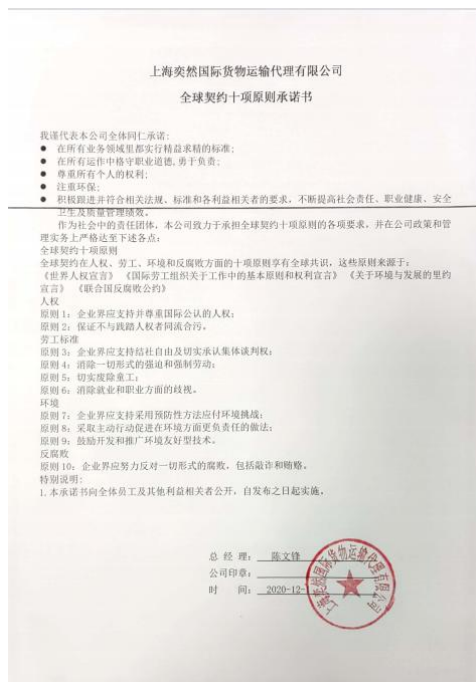 上海奕然国际货物运输代理有限公司
全球契约十项原则承诺书
我谨代表本公司全体同仁承诺:
● 在所有业务领域里都实行精益求精的标准;
● 在所有运作中格守职业道德,勇于负责;
● 尊重所有个人的权利;
● 注重环保;
● 积极跟进并符合相关法规、标准和各利益相关者的要求,不断提高社会责任、职业健康、安全
卫生及质量管理绩效。
作为社会中的责任团体,本公司致力于承担全球契约十项原则的各项要求,并在公司政策和管
理实务上严格达至下述各点:
全球契约十项原则
全球契约在人权、劳工、环境和反腐败方面的十项原则享有全球共识,这些原则来源于:
《世界人权宣言》《国际劳工组织关于工作中的基本原则和权利宣言》《关于环境与发展的里约
宣言》《联合国反腐败公约》
人权
原则 1: 企业界应支持并尊重国际公认的人权;
原则 2: 保证不与践踏人权者同流合污。
劳工标准
原则 3: 企业界应支持结社自由及切实承认集体谈判权;
原则 4: 消除一切形式的强迫和强制劳动;
原则 5: 切实废除童工;
原则 6: 消除就业和职业方面的歧视。
环境
原则 7: 企业界应支持采用预防性方法应付环境挑战;
原则 8: 采取主动行动促进在环境方面更负责任的做法;
原则 9: 鼓励开发和推广环境友好型技术。
反腐败
原则 10: 企业界应努力反对一切形式的腐败,包括敲诈和贿赂。
特别说明:
1. 本承诺书向全体员工及其他利益相关者公开,自发布之日起实施。
总 经 理: 陈文锋
公司印章:
时 间: 2020-12-
上海奕然国际货物运输代理有限公司